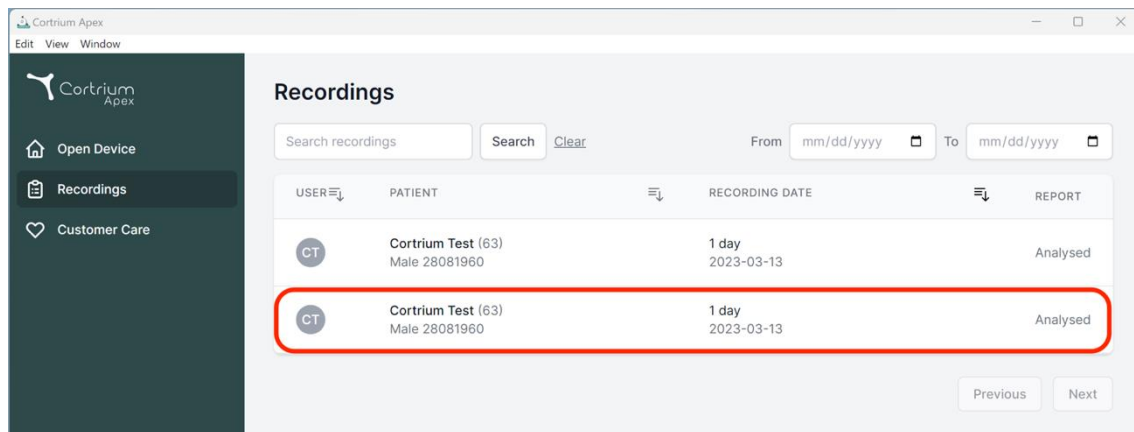 Cortrium Apex
Edit View Window
Cortrium
Apex
Open Device
Recordings
Customer Care
Recordings
Search recordings Search Clear From mm/dd/yyyy To mm/dd/yyyy
USER PATIENT RECORDING DATE REPORT
CT Cortrium Test (63) 1 day Analysed
Male 28081960 2023-03-13
CT Cortrium Test (63) 1 day Analysed
Male 28081960 2023-03-13
Previous Next